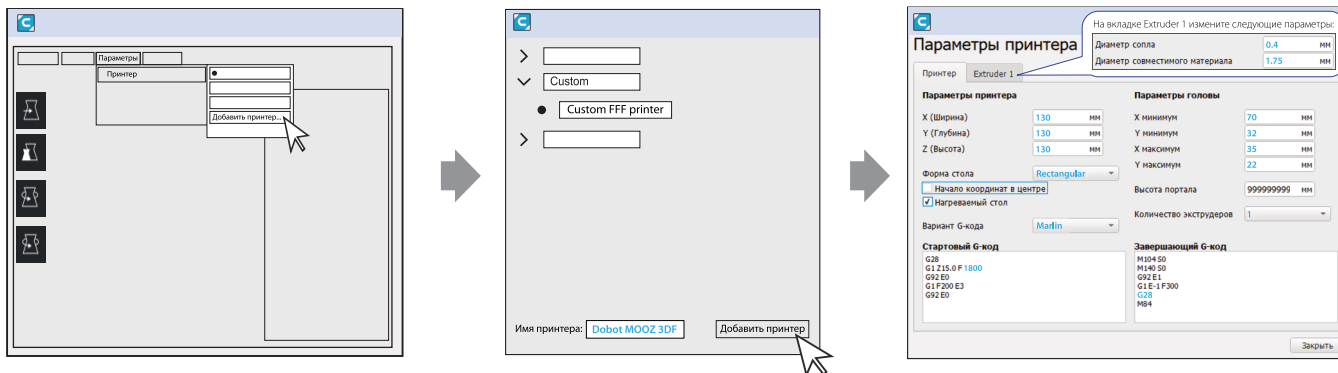 Параметры
Принтер
Добавить принтер...
Custom
Custom FFF printer
Имя принтера: Dobot MOOZ 3DF
Добавить принтер
На вкладке Extruder 1 измените следующие параметры:
Диаметр сопла 0.4 мм
Диаметр совместимого материала 1.75 мм
Параметры принтера
Принтер Extruder 1
Параметры принтера
X (Ширина) 130 мм
Y (Глубина) 130 мм
Z (Высота) 130 мм
Форма стола Rectangular
Начало координат в центре
Нагреваемый стол
Вариант G-кода Marlin
Параметры головы
X минимум 70 мм
Y минимум 32 мм
X максимум 35 мм
Y максимум 22 мм
Высота портала 999999999 мм
Количество экструдеров 1
Стартовый G-код
G28
G1 Z15.0 F 1800
G92 E0
G1 F200 E3
G92 E0
Завершающий G-код
M104 S0
M140 S0
G92 E1
G1 E-1 F300
G28
M84
Закрыть